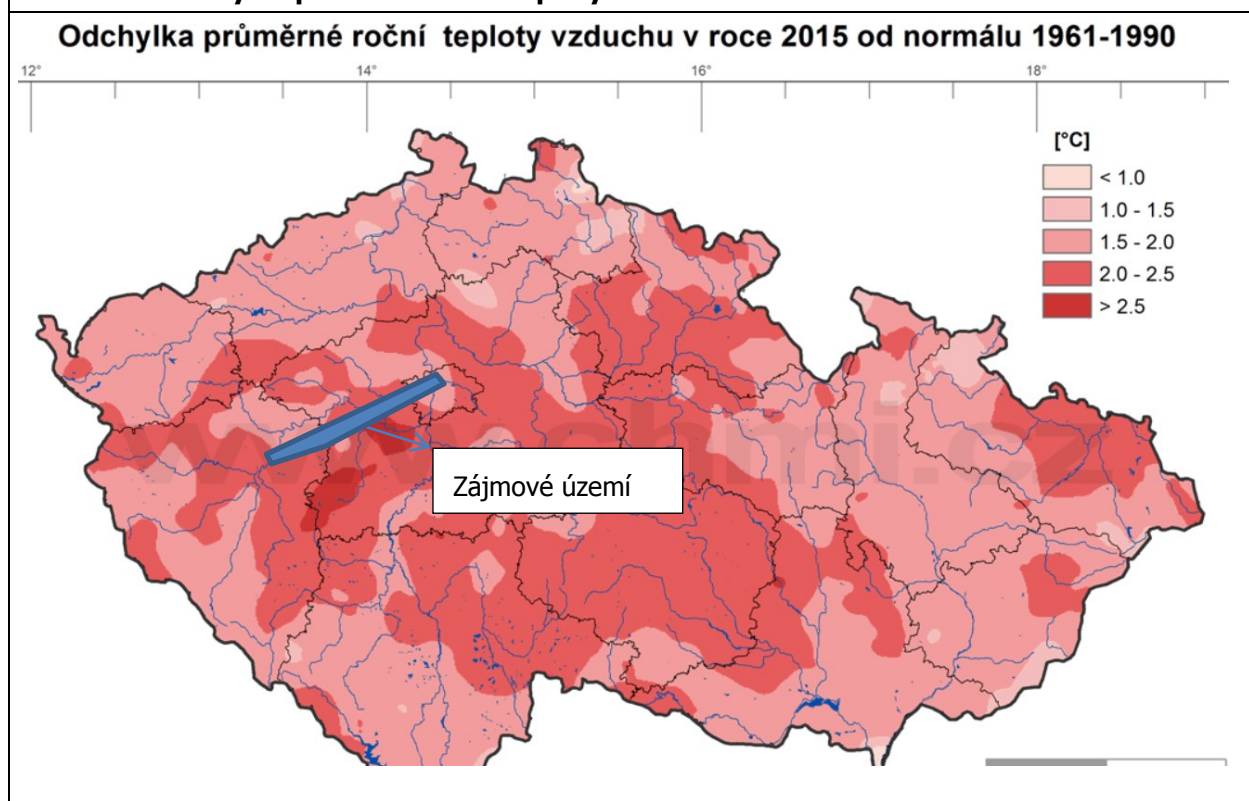 Odchylka průměrné roční teploty vzduchu v roce 2015 od normálu 1961-1990
12° 14° 16° 18°
[°C]
< 1.0
1.0 - 1.5
1.5 - 2.0
2.0 - 2.5
> 2.5
www.chmi.cz
Zájmové území